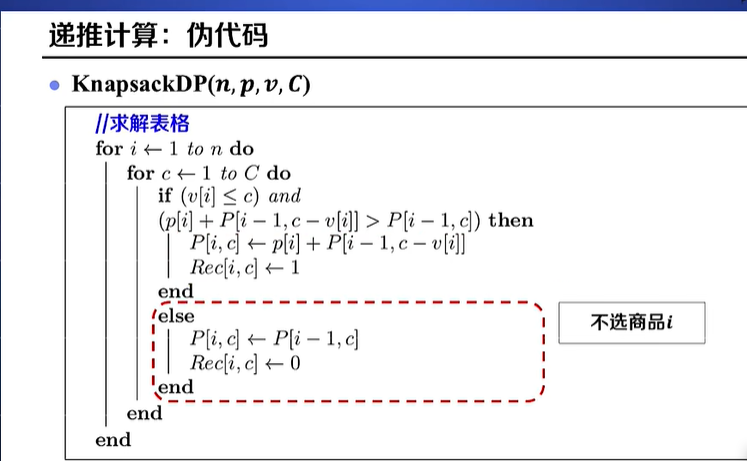 递推计算：伪代码
KnapsackDP(n, p, v, C)
//求解表格
for i ← 1 to n do
for c ← 1 to C do
if (v[i] ≤ c) and
(p[i] + P[i − 1, c − v[i]] > P[i − 1, c]) then
P[i, c] ← p[i] + P[i − 1, c − v[i]]
Rec[i, c] ← 1
end
else
P[i, c] ← P[i − 1, c]
Rec[i, c] ← 0
end
不选商品i
end
end